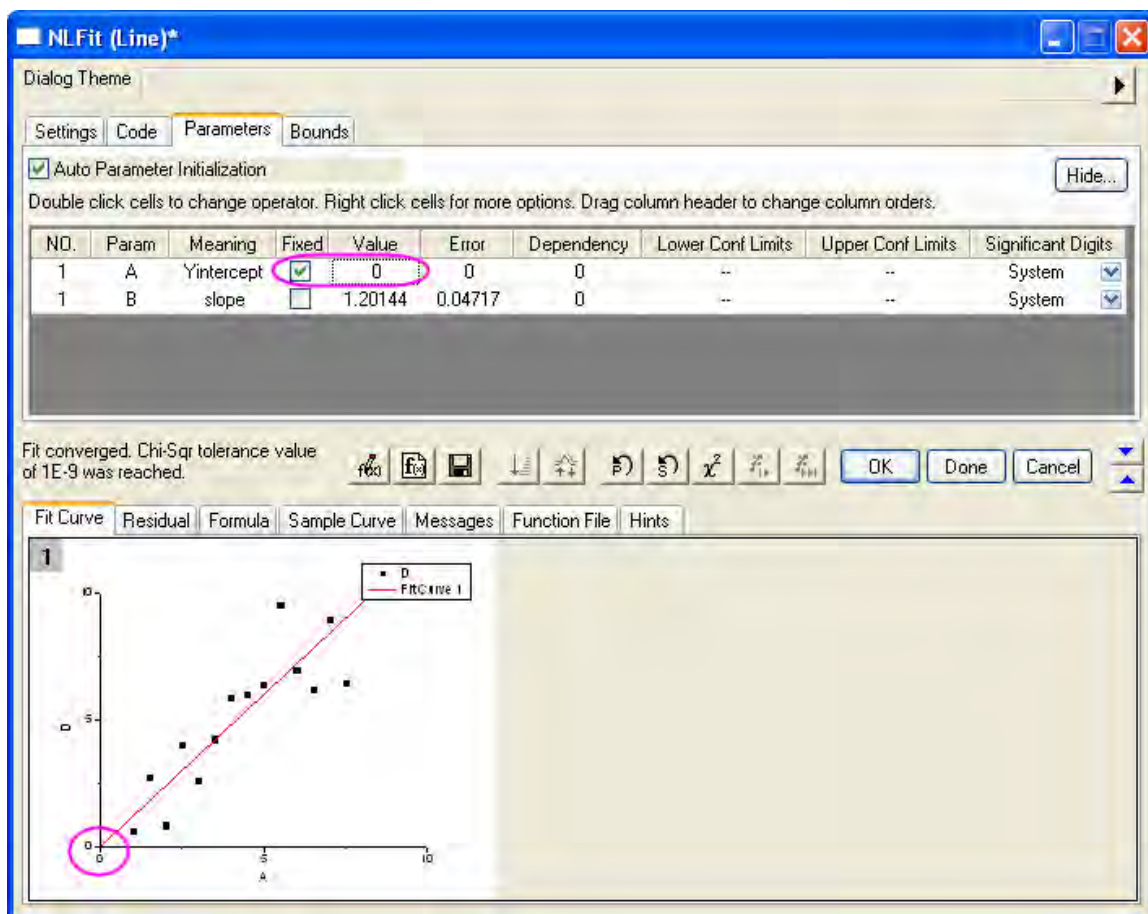 NLFit (Line)*
Dialog Theme
Settings Code Parameters Bounds
Auto Parameter Initialization
Hide...
Double click cells to change operator. Right click cells for more options. Drag column header to change column orders.
NO. Param Meaning Fixed Value Error Dependency Lower Conf Limits Upper Conf Limits Significant Digits
1 A Yintercept 0 0 0 -- -- System
1 B slope 1.20144 0.04717 0 -- -- System
Fit converged. Chi-Sqr tolerance value
of 1E-9 was reached.
OK Done Cancel
Fit Curve Residual Formula Sample Curve Messages Function File Hints
1
D
FitCurve 1
10
5
D
0
0 5 10
A